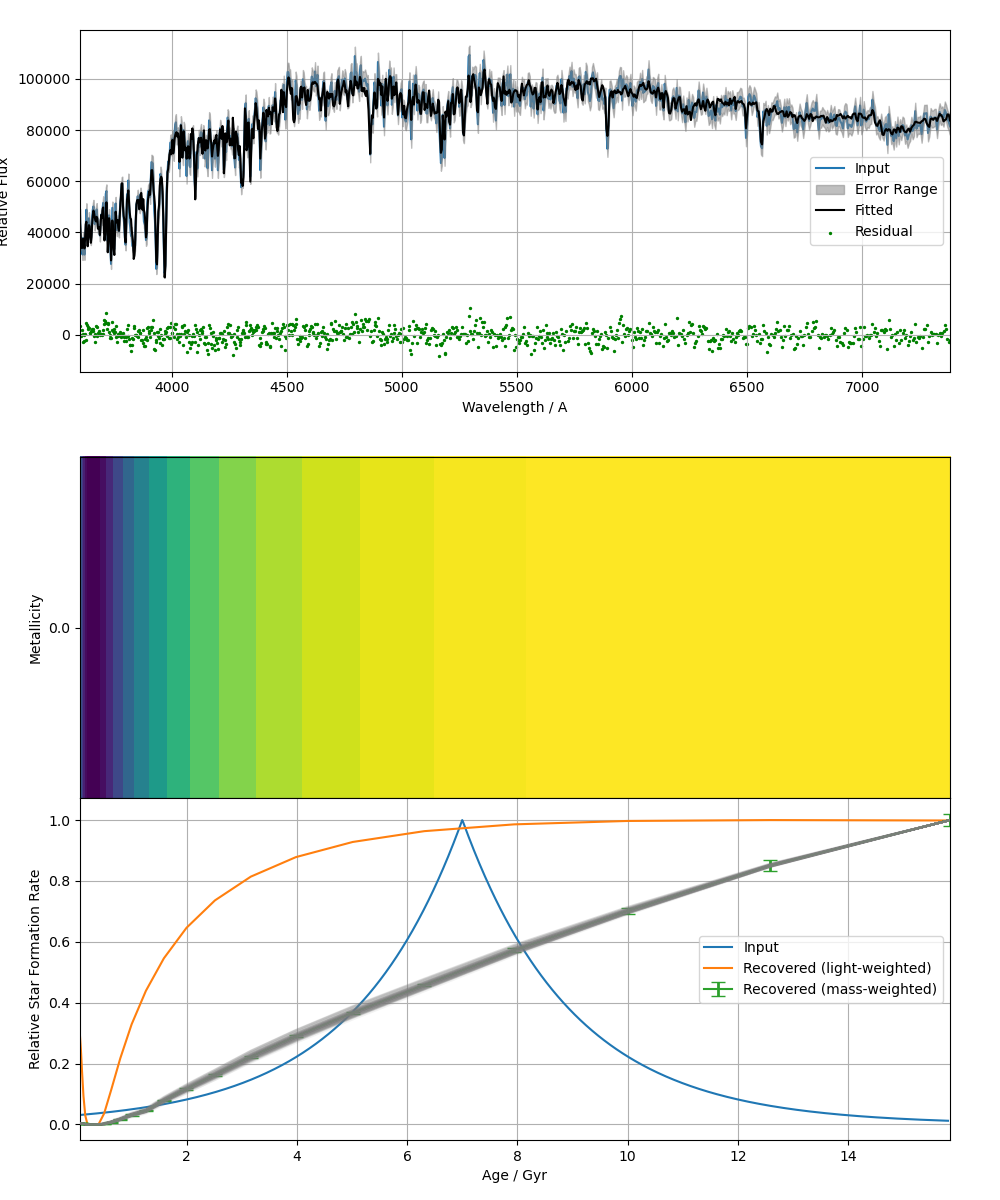 100000
80000
60000
40000
20000
0
Relative Flux
Input
Error Range
Fitted
Residual
4000 4500 5000 5500 6000 6500 7000
Wavelength / A
Metallicity
0.0
1.0
0.8
0.6
0.4
0.2
0.0
Relative Star Formation Rate
Input
Recovered (light-weighted)
Recovered (mass-weighted)
2 4 6 8 10 12 14
Age / Gyr